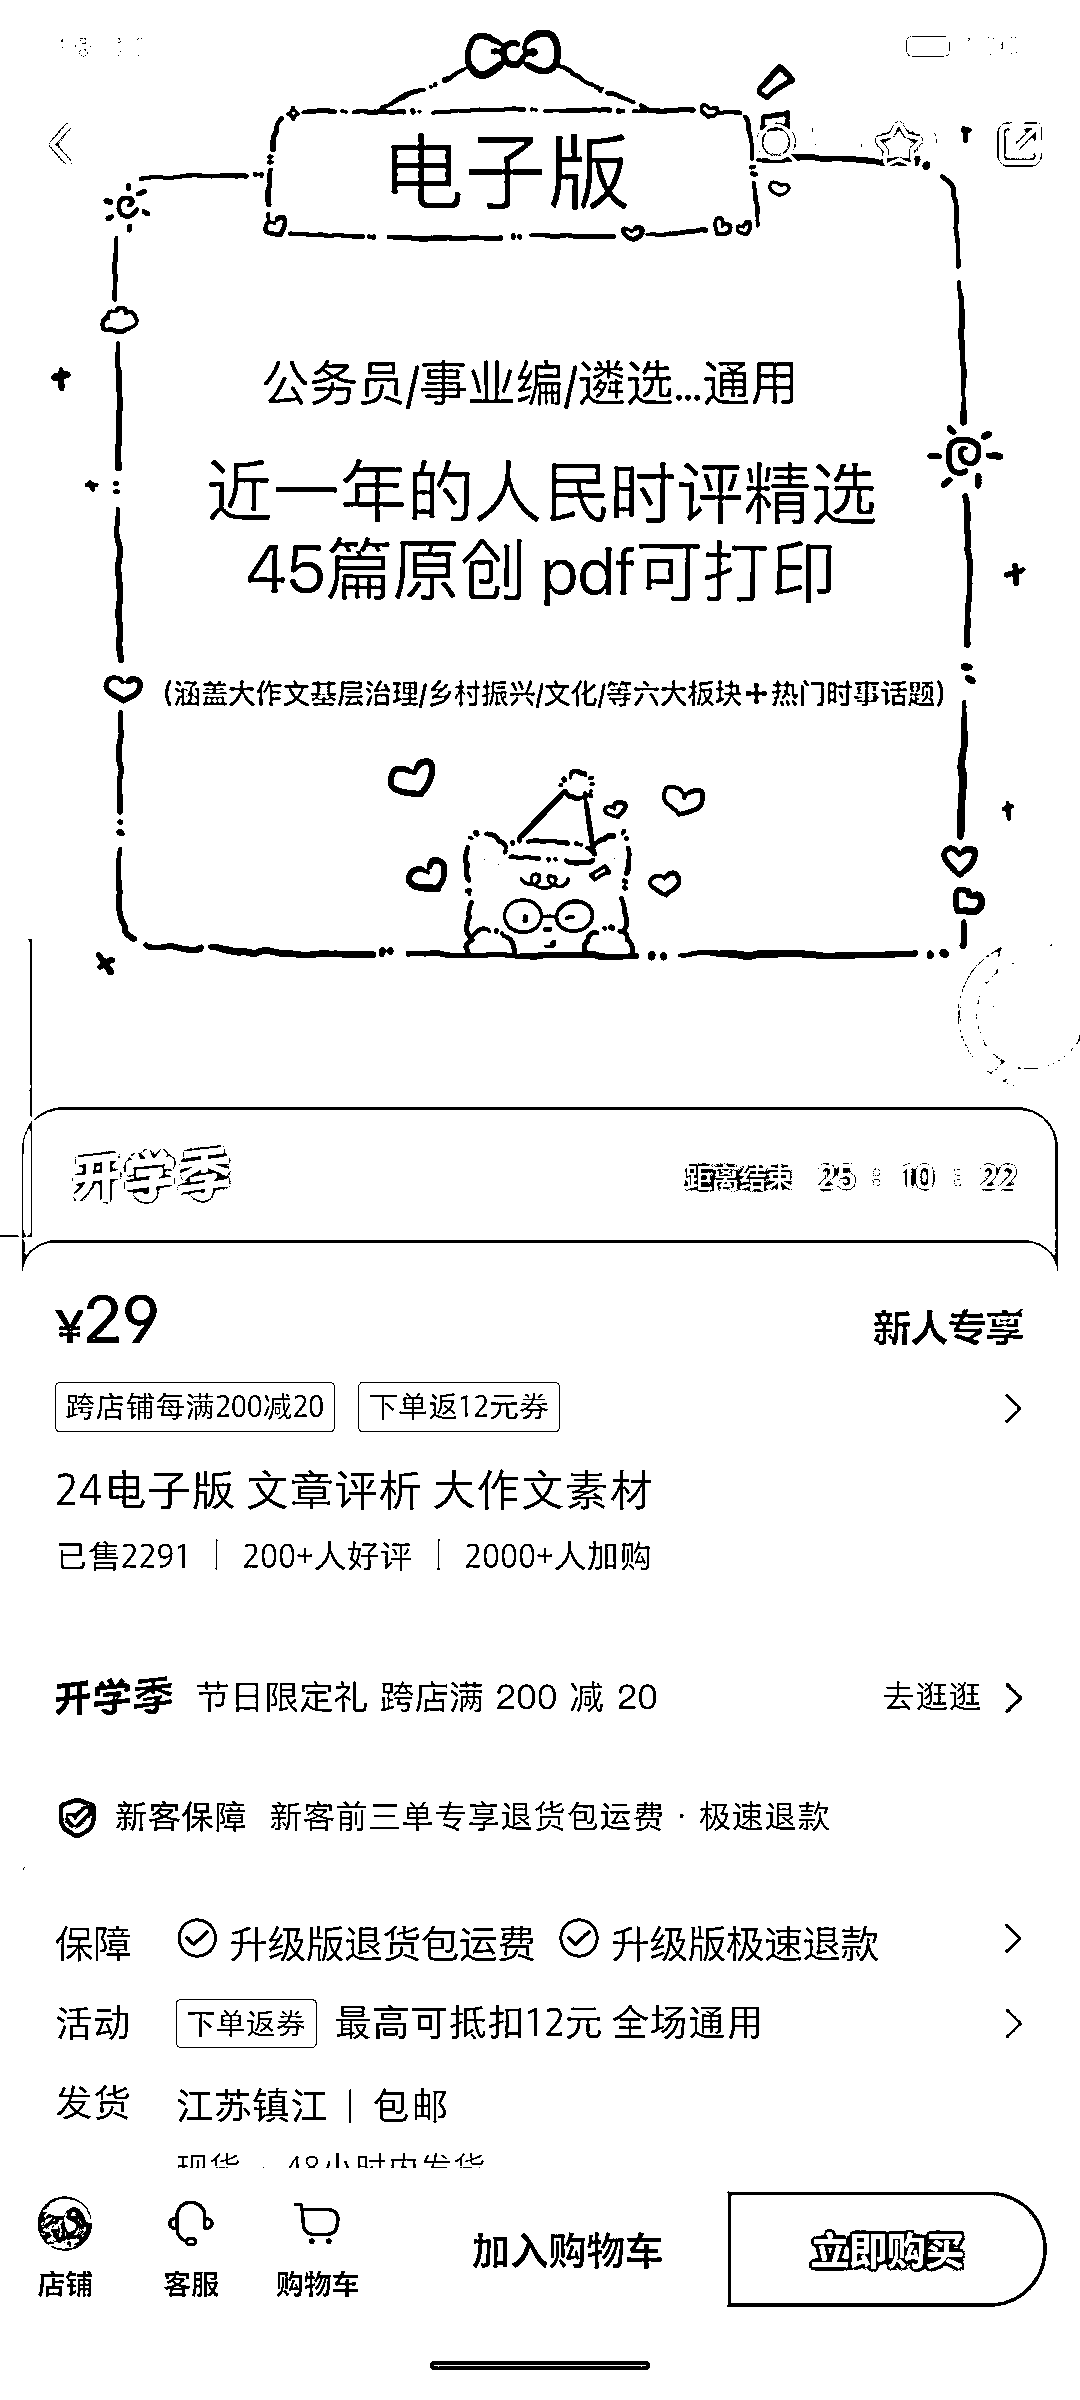 电子版
公务员/事业编/遴选...通用
近一年的人民时评精选
45篇原创 pdf可打印
(涵盖大作文基层治理/乡村振兴/文化/等六大板块+热门时事话题)
开学季 距离结束 25 : 10 : 22
¥29 新人专享
跨店铺每满200减20 下单返12元券
24电子版 文章评析 大作文素材
已售2291 | 200+人好评 | 2000+人加购
开学季 节日限定礼 跨店满 200 减 20 去逛逛
新客保障 新客前三单专享退货包运费 · 极速退款
保障 升级版退货包运费 升级版极速退款
活动 下单返券 最高可抵扣12元 全场通用
发货 江苏镇江 | 包邮
现货 · 48小时内发货
店铺 客服 购物车 加入购物车 立即购买